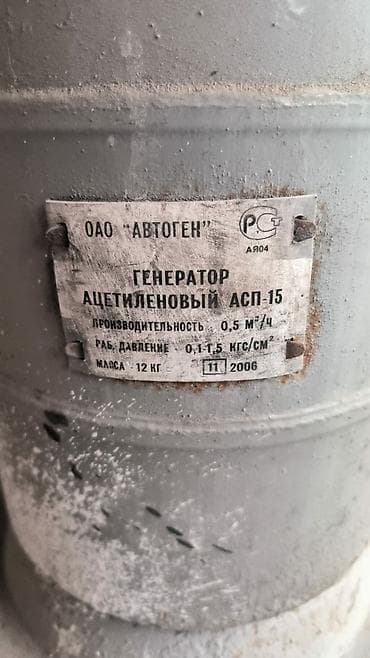 ОАО "АВТОГЕН"
РСТ
АЯ04
ГЕНЕРАТОР
АЦЕТИЛЕНОВЫЙ АСП-15
ПРОИЗВОДИТЕЛЬНОСТЬ - 0,5 М³/Ч
РАБ. ДАВЛЕНИЕ - 0,1-1,5 КГС/СМ²
МАССА - 12 КГ 11 2006